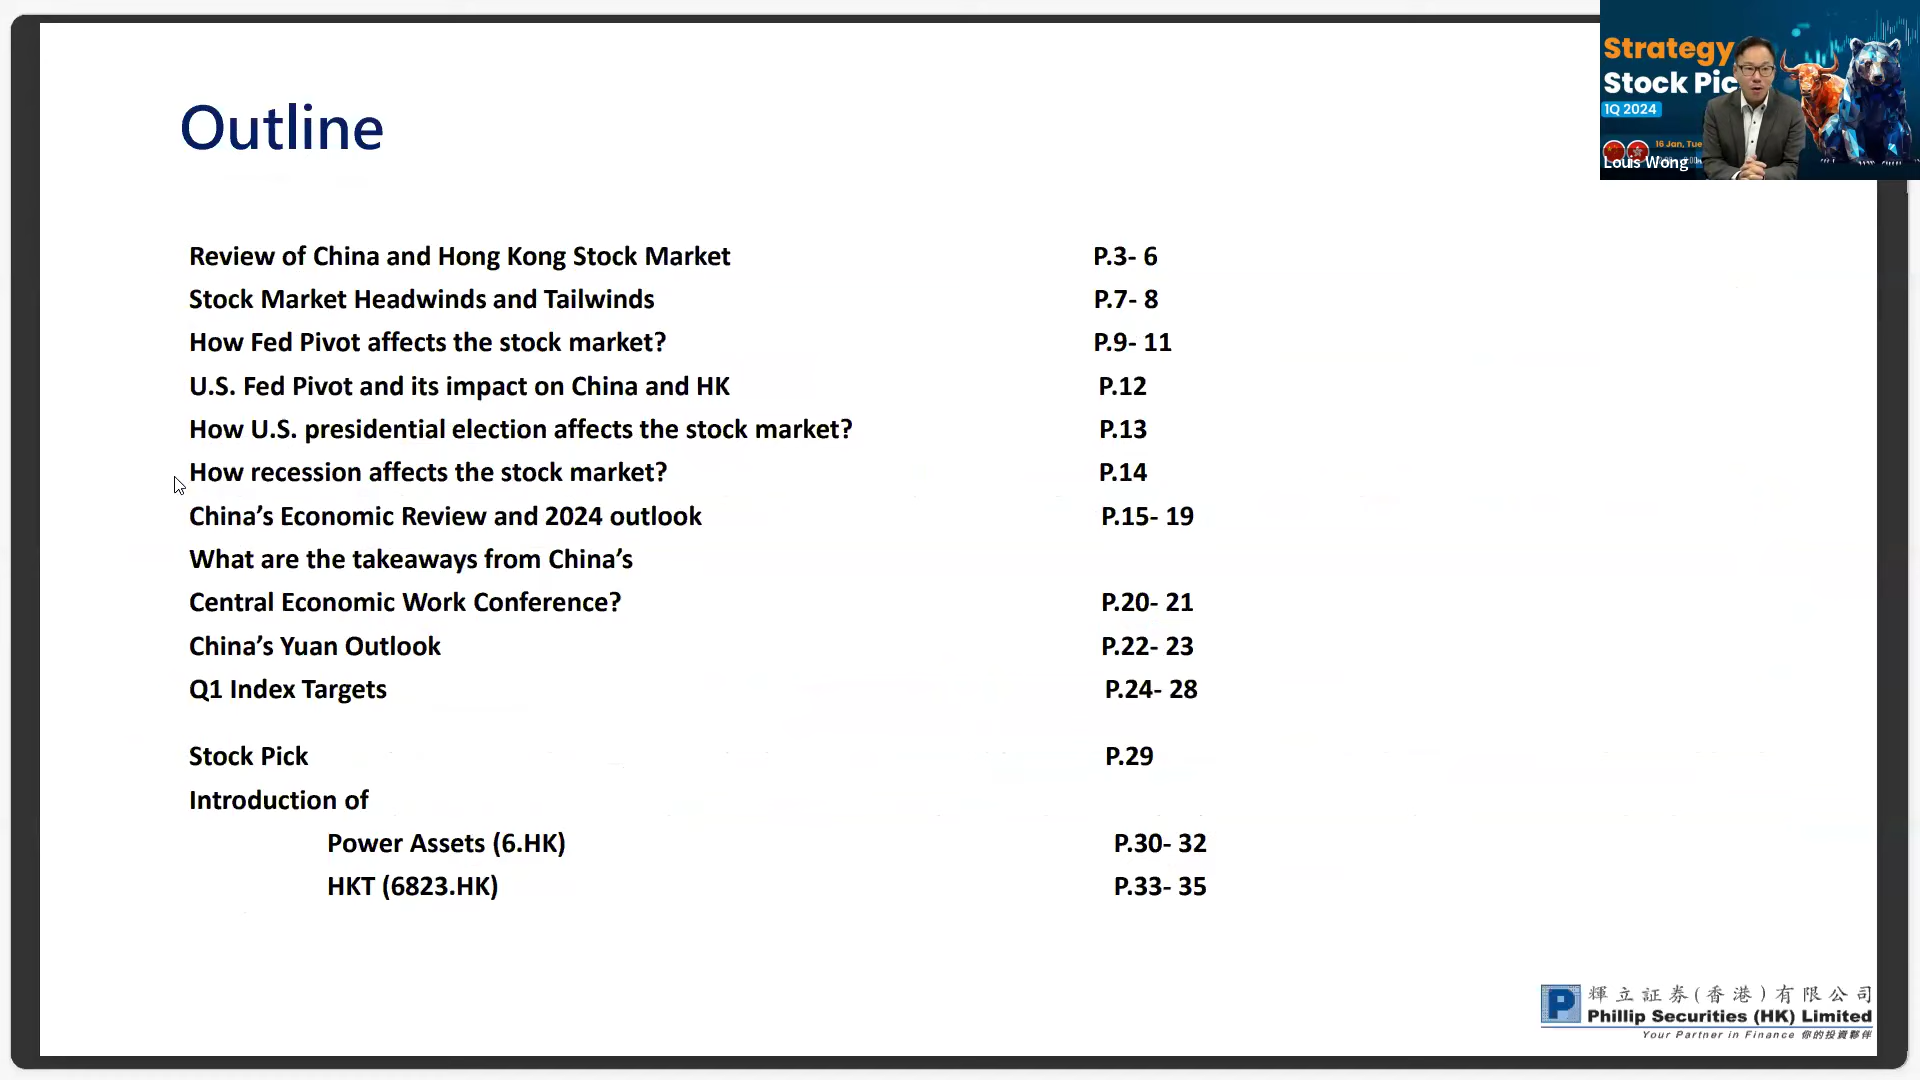 Outline
Review of China and Hong Kong Stock Market P.3- 6
Stock Market Headwinds and Tailwinds P.7- 8
How Fed Pivot affects the stock market? P.9- 11
U.S. Fed Pivot and its impact on China and HK P.12
How U.S. presidential election affects the stock market? P.13
How recession affects the stock market? P.14
China’s Economic Review and 2024 outlook P.15- 19
What are the takeaways from China’s
Central Economic Work Conference? P.20- 21
China’s Yuan Outlook P.22- 23
Q1 Index Targets P.24- 28
Stock Pick P.29
Introduction of
Power Assets (6.HK) P.30- 32
HKT (6823.HK) P.33- 35
Strategy
Stock Pic
1Q 2024
16 Jan, Tue
Louis Wong
輝立証券(香港)有限公司
Phillip Securities (HK) Limited
Your Partner in Finance 你的投資夥伴